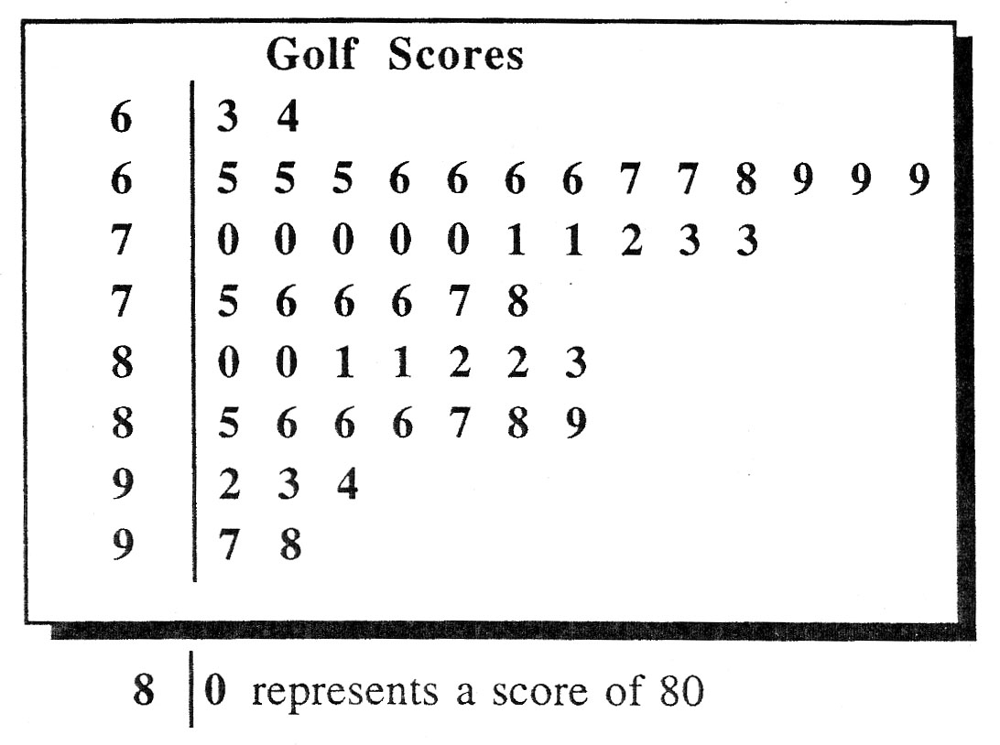 Golf Scores
6 | 3 4
6 | 5 5 5 6 6 6 6 7 7 8 9 9 9
7 | 0 0 0 0 0 1 1 2 3 3
7 | 5 6 6 6 7 8
8 | 0 0 1 1 2 2 3
8 | 5 6 6 6 7 8 9
9 | 2 3 4
9 | 7 8
8 | 0 represents a score of 80